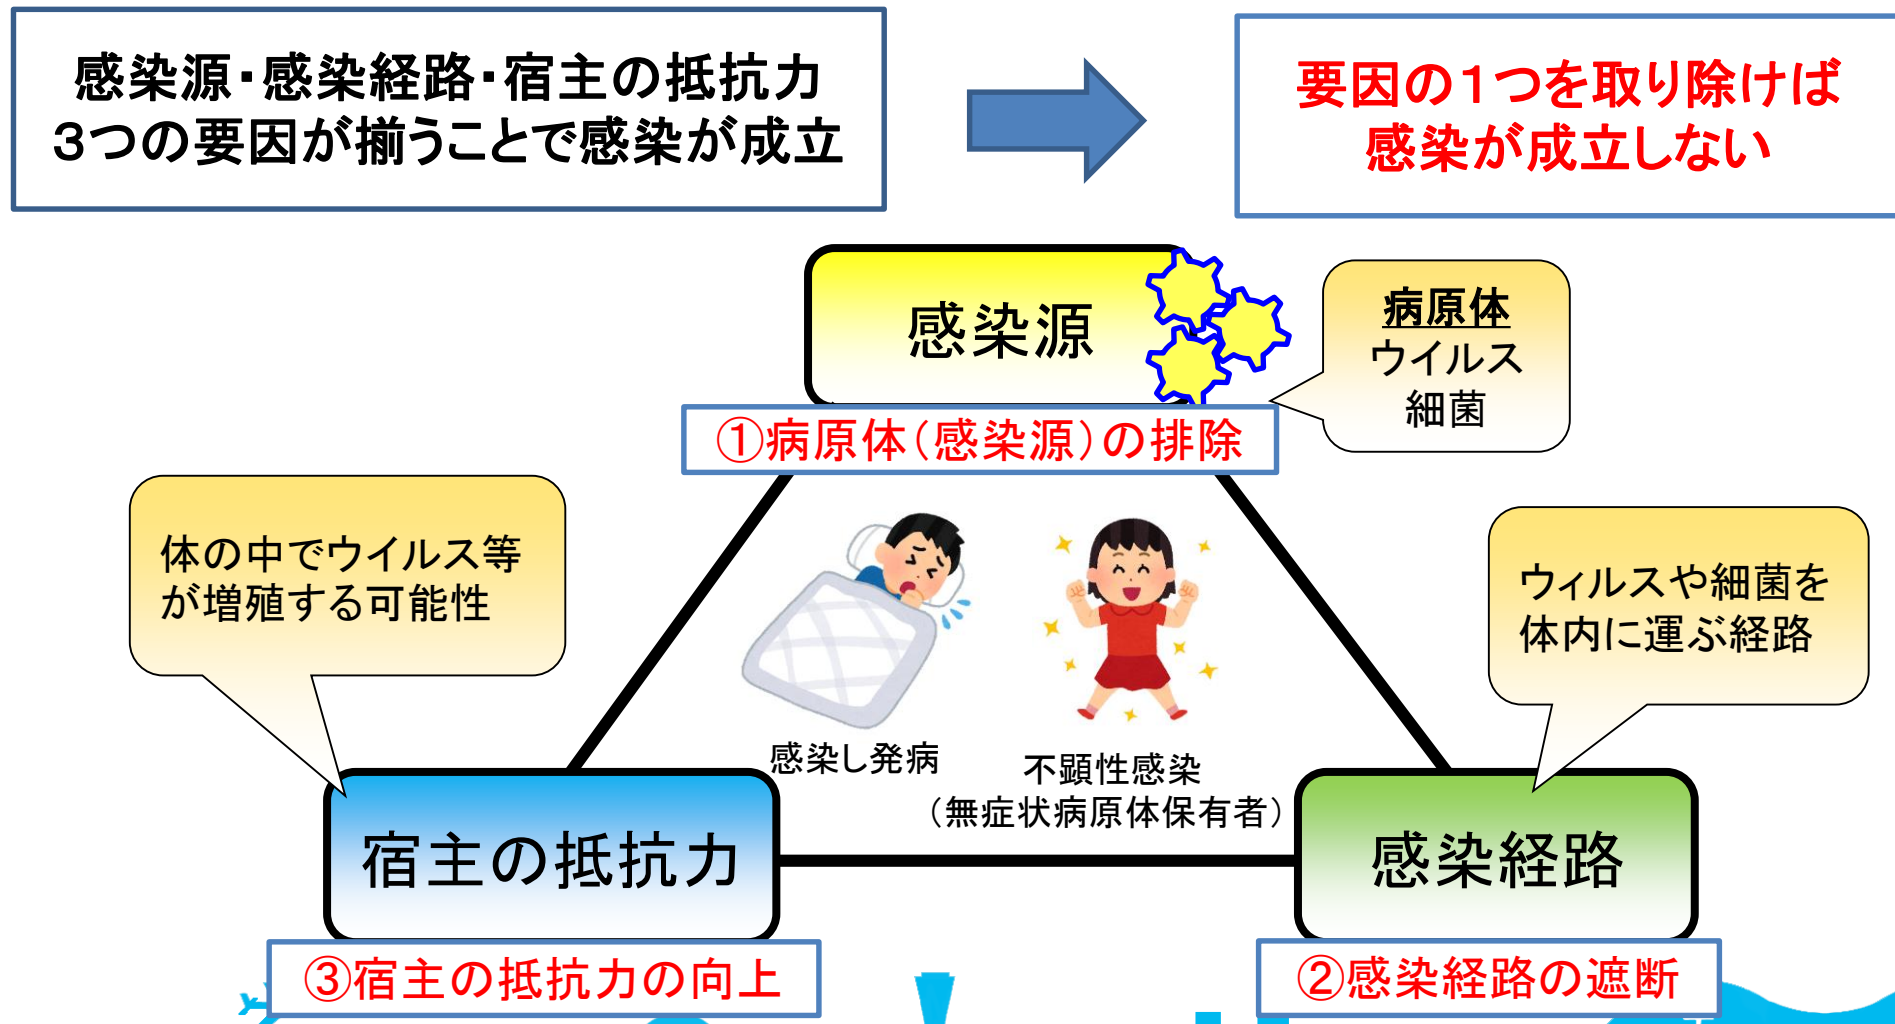 感染源・感染経路・宿主の抵抗力
３つの要因が揃うことで感染が成立
要因の１つを取り除けば
感染が成立しない
感染源
病原体
ウイルス
細菌
①病原体（感染源）の排除
体の中でウイルス等
が増殖する可能性
ウィルスや細菌を
体内に運ぶ経路
感染し発病
不顕性感染
（無症状病原体保有者）
宿主の抵抗力
感染経路
③宿主の抵抗力の向上
②感染経路の遮断